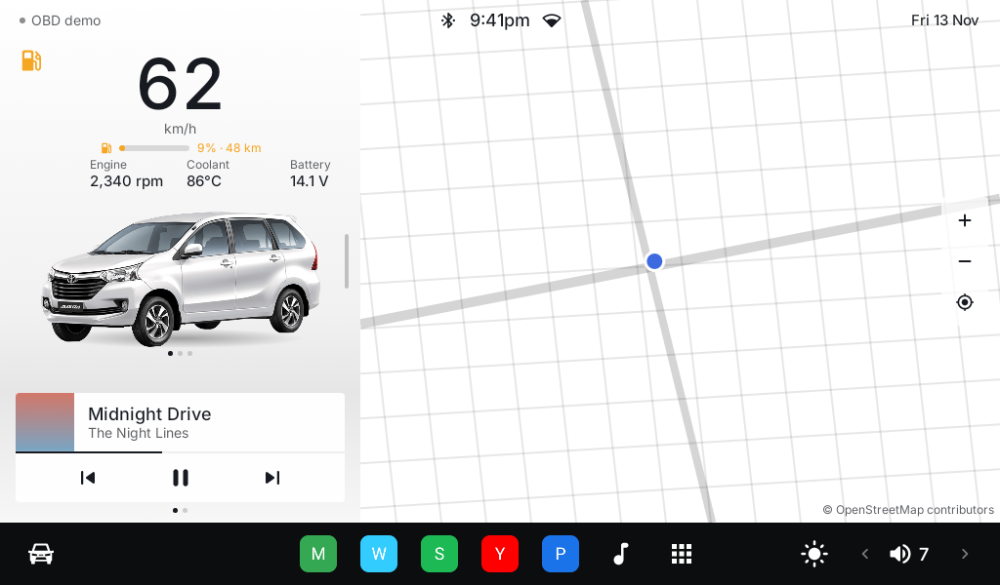 OBD demo
9:41pm
Fri 13 Nov
62
km/h
9% · 48 km
Engine
Coolant
Battery
2,340 rpm
86°C
14.1 V
Midnight Drive
The Night Lines
© OpenStreetMap contributors
M
W
S
Y
P
7